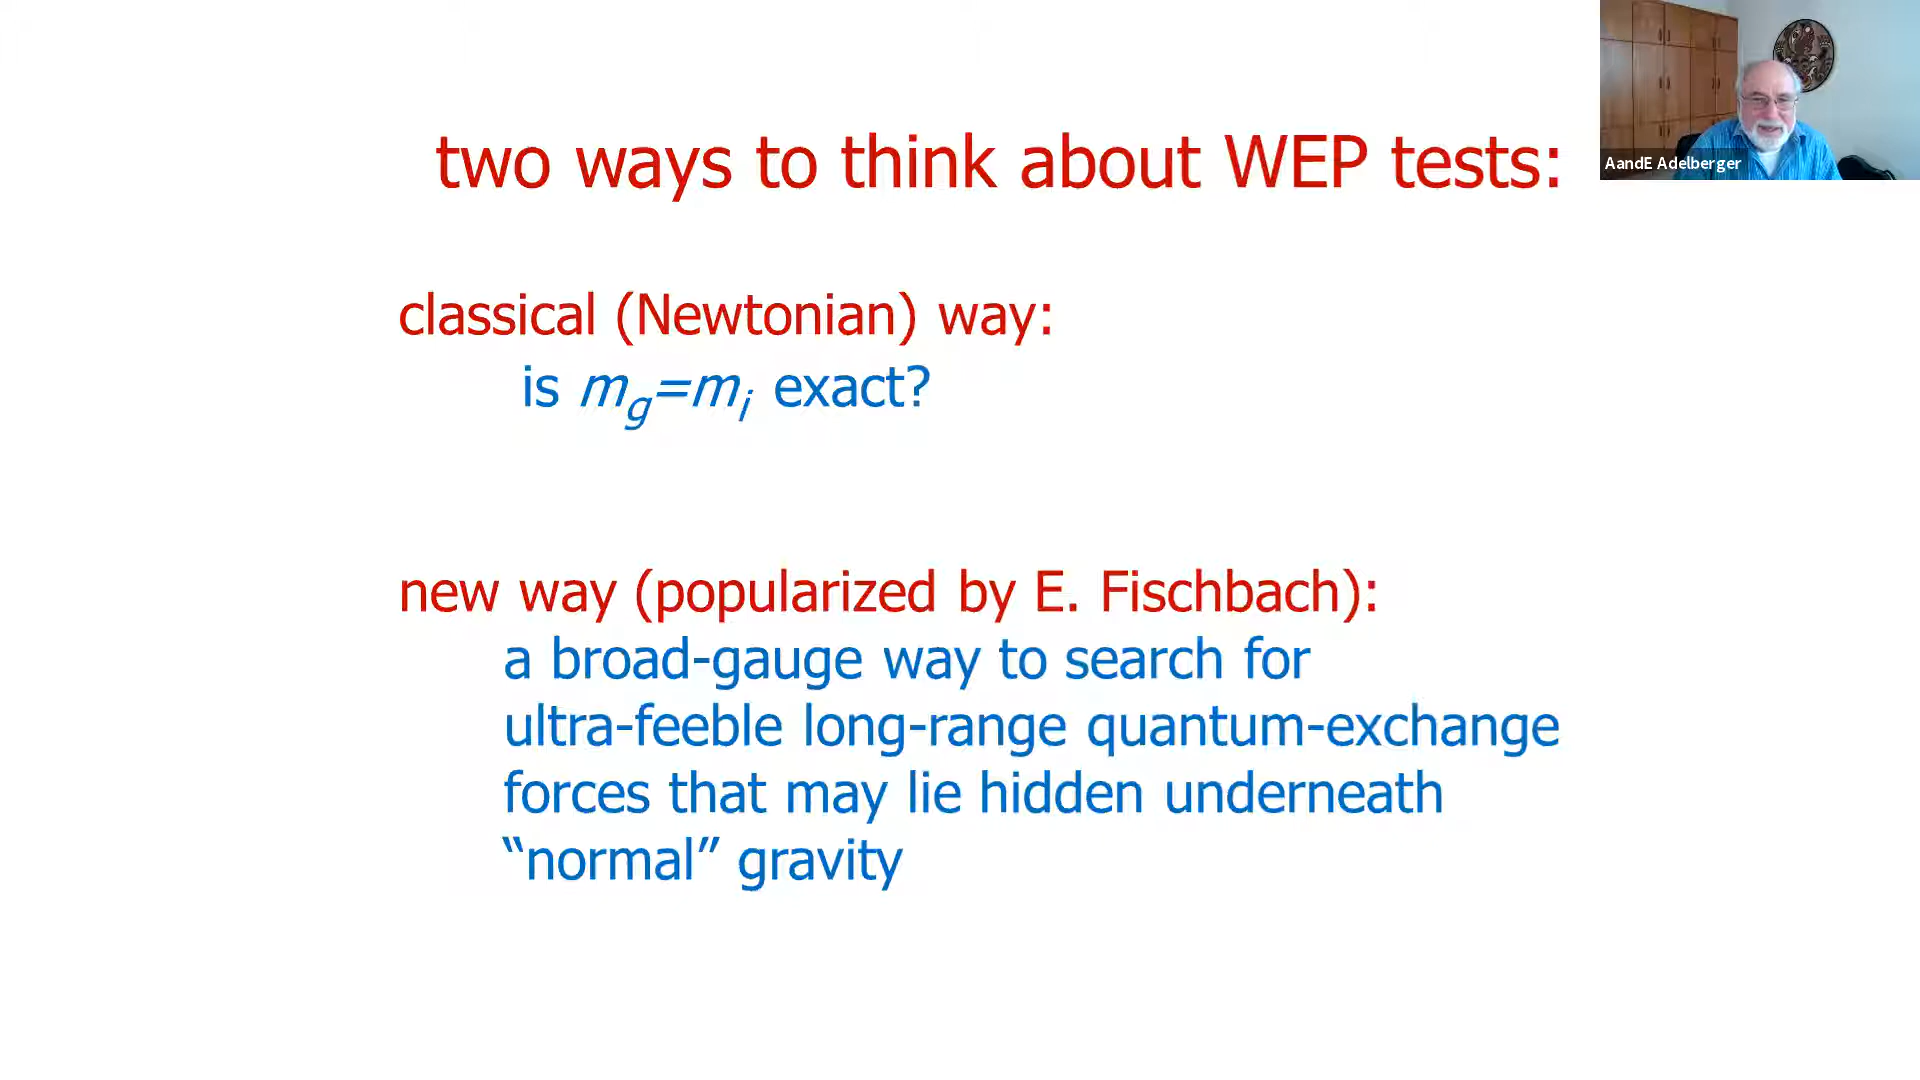 two ways to think about WEP tests:
AandE Adelberger
classical (Newtonian) way:
is m_g=m_i exact?
new way (popularized by E. Fischbach):
a broad-gauge way to search for
ultra-feeble long-range quantum-exchange
forces that may lie hidden underneath
“normal” gravity